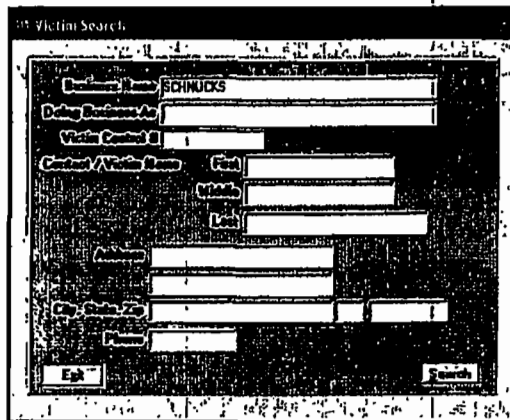 Victim Search
Business Name SCHNUCKS
Doing Business As
Victim Control #
Contact / Victim Name First
Middle
Last
Address
City, State, Zip
Phone
Exit Search